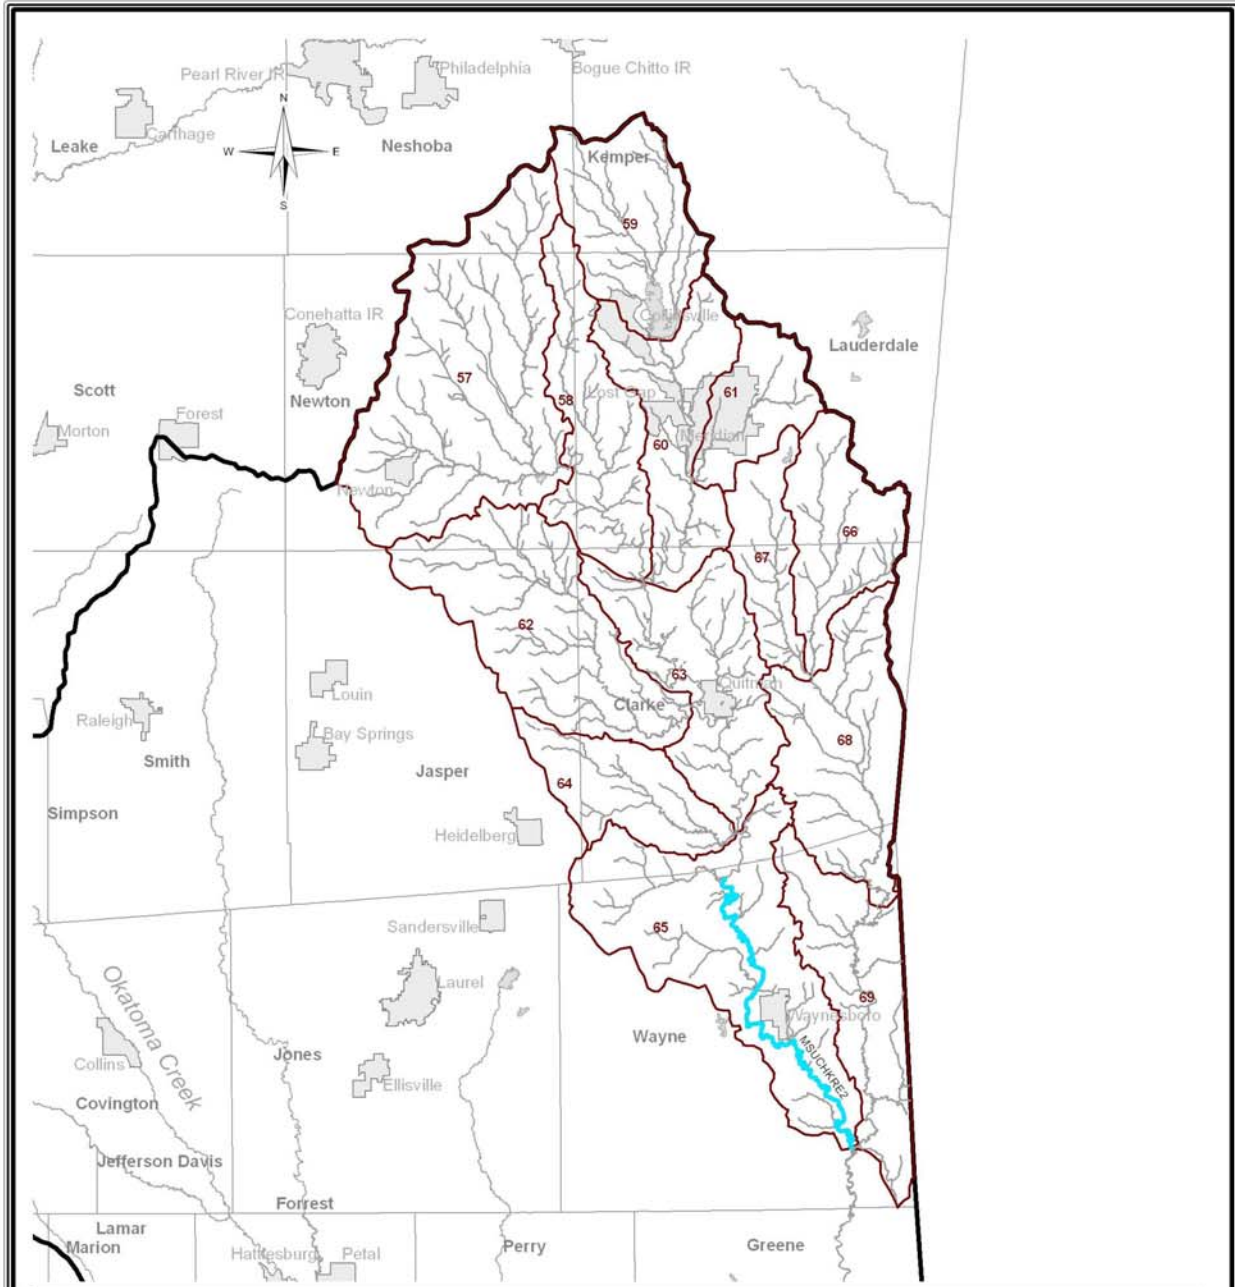 Pearl River IR
Philadelphia
Bogue Chitto IR
N
Carthage
Leake
W
E
Neshoba
Kemper
S
59
Conehatta IR
Collinsville
Lauderdale
57
Scott
Lost Gap
61
58
Newton
Forest
Morton
60
Meridian
Newton
66
67
62
63
Quitman
Louin
Clarke
Raleigh
Bay Springs
68
Smith
Jasper
64
Simpson
Heidelberg
Sandersville
65
Laurel
69
Okatoma Creek
Waynesboro
Wayne
Jones
MSUCHKRE2
Collins
Ellisville
Covington
Jefferson Davis
Forrest
Lamar
Marion
Perry
Greene
Hattiesburg
Petal